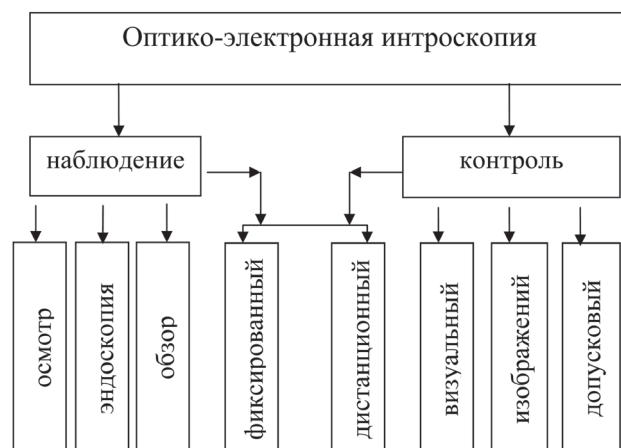 Оптико-электронная интроскопия
наблюдение
контроль
осмотр
эндоскопия
обзор
фиксированный
дистанционный
визуальный
изображений
допусковый